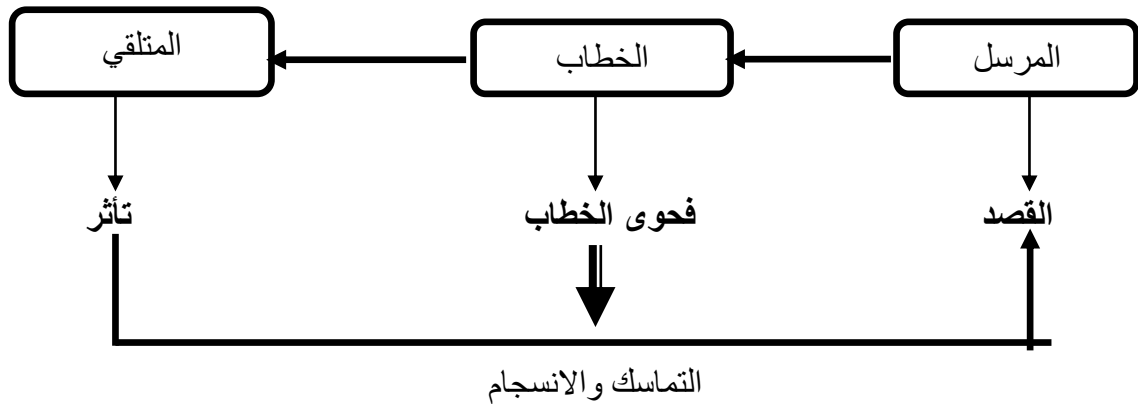 المرسل
الخطاب
المتلقي
القصد
فحوى الخطاب
تأثر
التماسك والانسجام